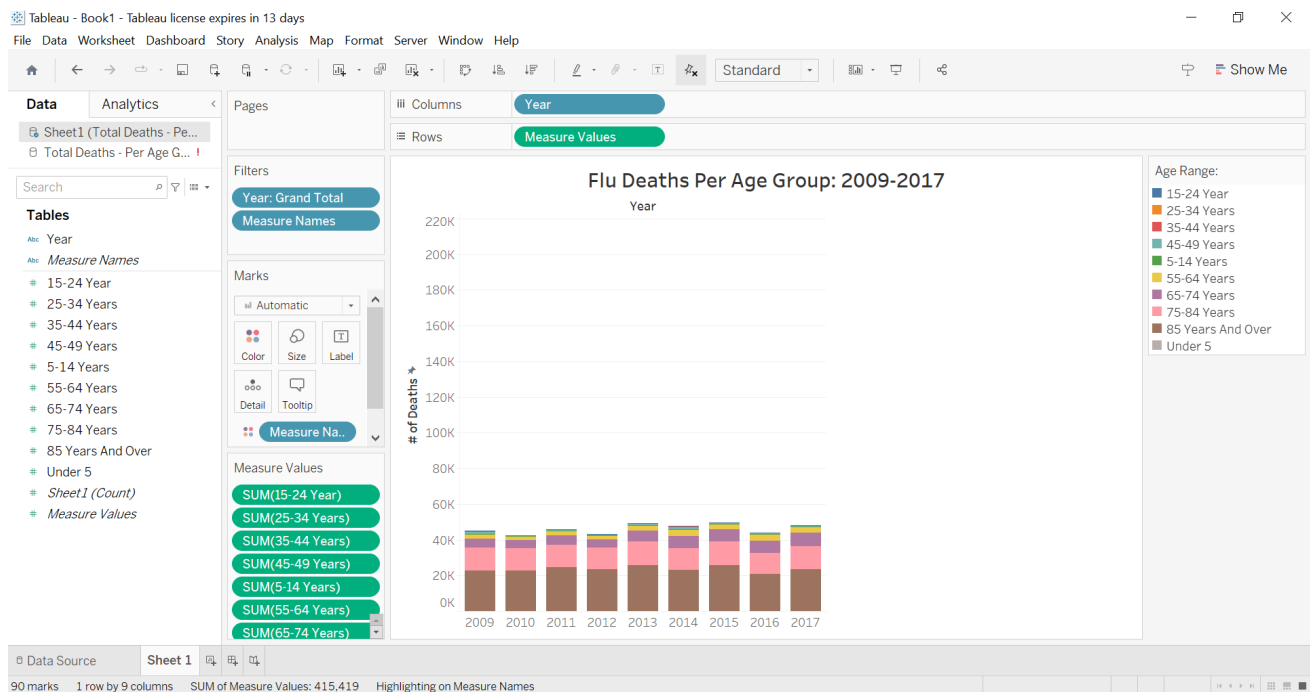 Tableau - Book1 - Tableau license expires in 13 days
File Data Worksheet Dashboard Story Analysis Map Format Server Window Help
Standard
Show Me
Data Analytics
Sheet1 (Total Deaths - Pe...
Total Deaths - Per Age G... !
Search
Tables
Abc Year
Abc Measure Names
# 15-24 Year
# 25-34 Years
# 35-44 Years
# 45-49 Years
# 5-14 Years
# 55-64 Years
# 65-74 Years
# 75-84 Years
# 85 Years And Over
# Under 5
# Sheet1 (Count)
# Measure Values
Pages
Filters
Year: Grand Total
Measure Names
Marks
Automatic
Color Size Label
Detail Tooltip
Measure Na..
Measure Values
SUM(15-24 Year)
SUM(25-34 Years)
SUM(35-44 Years)
SUM(45-49 Years)
SUM(5-14 Years)
SUM(55-64 Years)
SUM(65-74 Years)
Columns Year
Rows Measure Values
Flu Deaths Per Age Group: 2009-2017
Year
# of Deaths
220K
200K
180K
160K
140K
120K
100K
80K
60K
40K
20K
0K
2009 2010 2011 2012 2013 2014 2015 2016 2017
Age Range:
15-24 Year
25-34 Years
35-44 Years
45-49 Years
5-14 Years
55-64 Years
65-74 Years
75-84 Years
85 Years And Over
Under 5
Data Source Sheet 1
90 marks 1 row by 9 columns SUM of Measure Values: 415,419 Highlighting on Measure Names